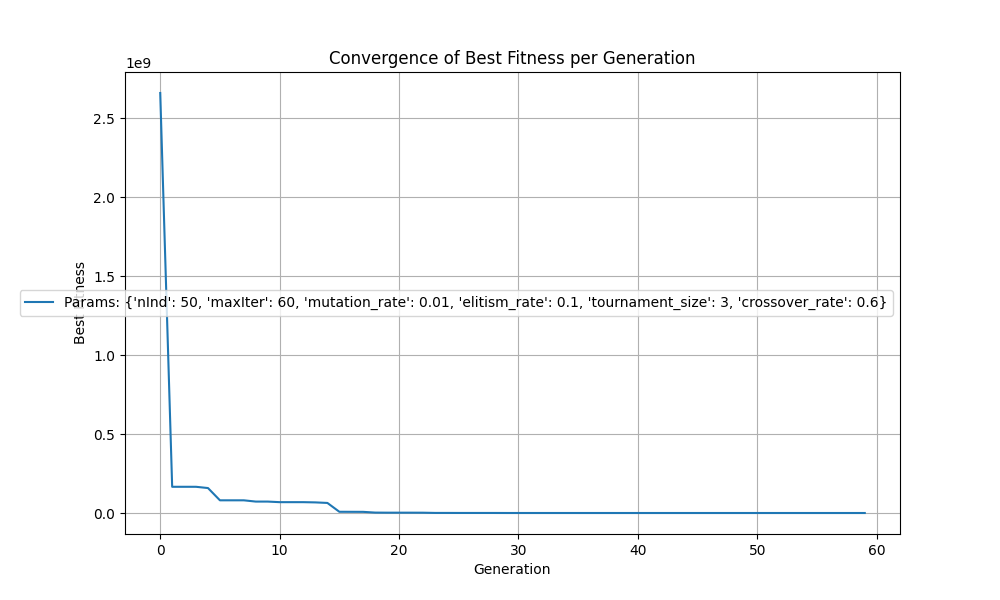 Convergence of Best Fitness per Generation
1e9
2.5
2.0
1.5
1.0
0.5
0.0
Best
ness
Params: {'nInd': 50, 'maxIter': 60, 'mutation_rate': 0.01, 'elitism_rate': 0.1, 'tournament_size': 3, 'crossover_rate': 0.6}
0 10 20 30 40 50 60
Generation